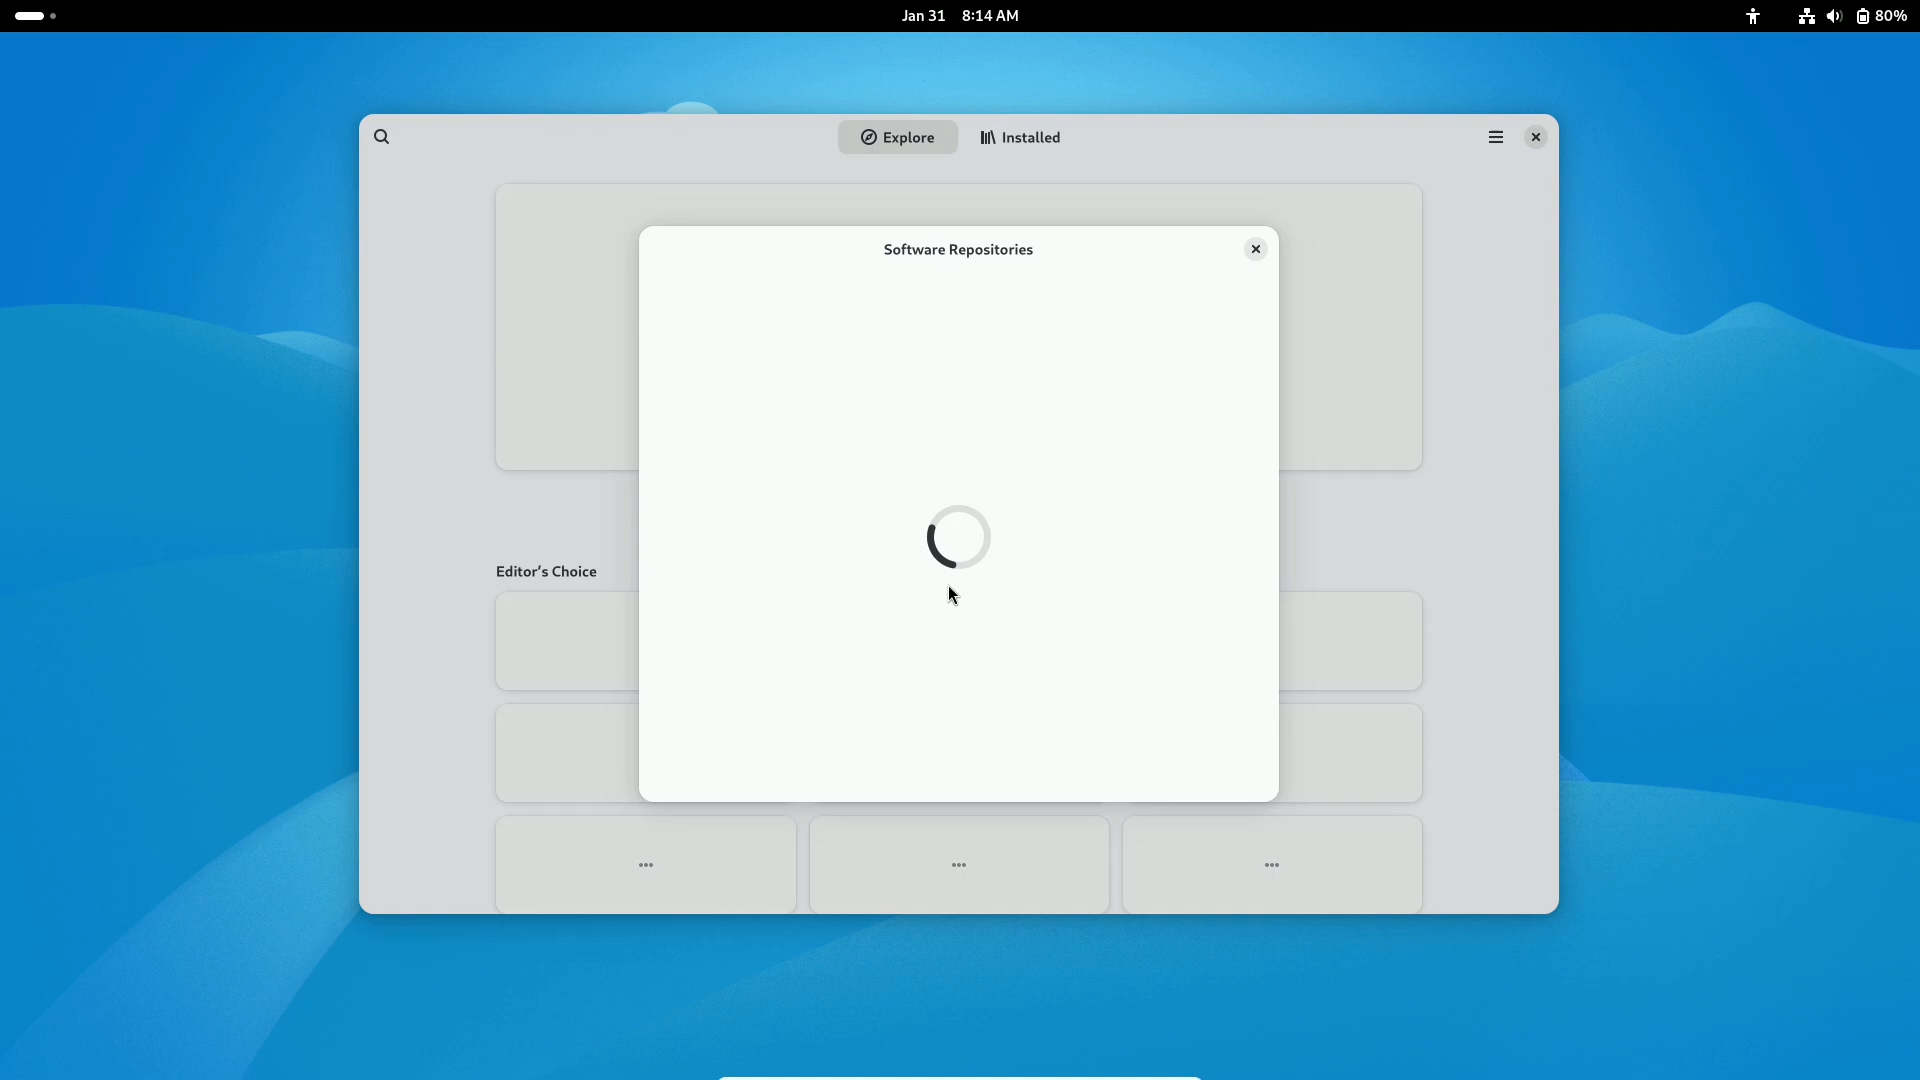 Jan 31 8:14 AM
80%
Explore
Installed
Software Repositories
Editor’s Choice